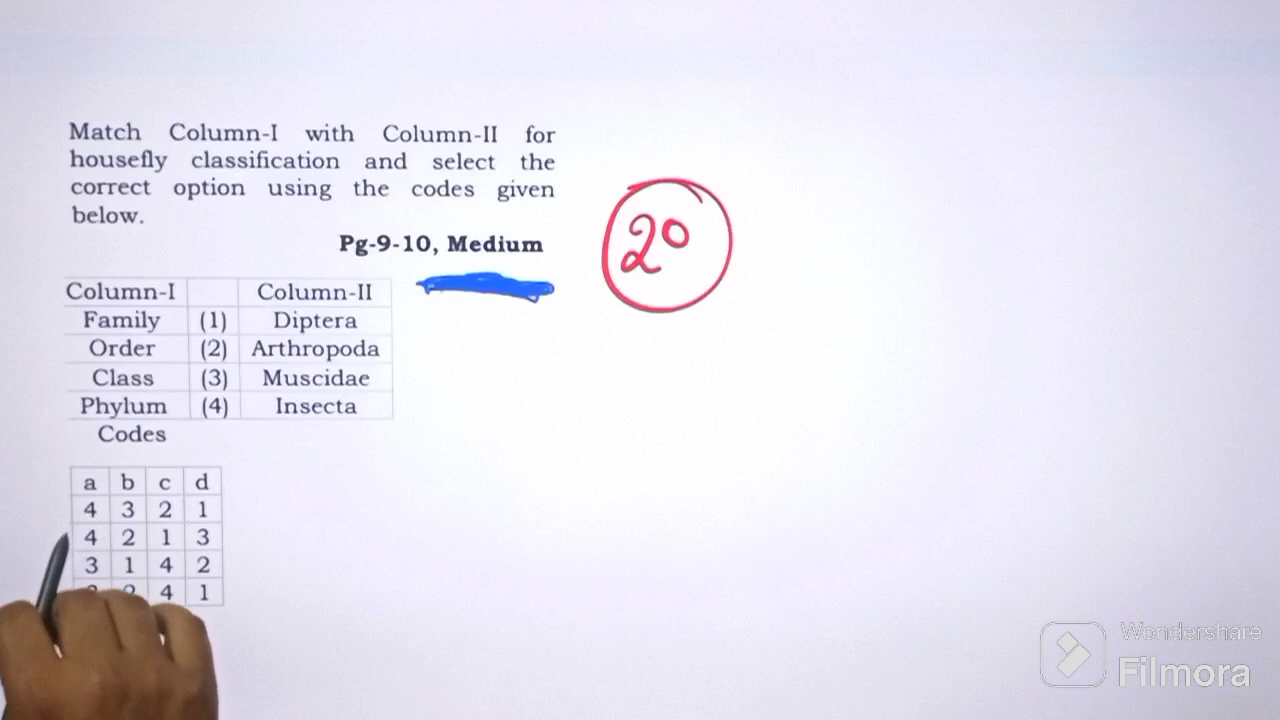 Match Column-I with Column-II for
housefly classification and select the
correct option using the codes given
below.
Pg-9-10, Medium
20
Column-I Column-II
Family (1) Diptera
Order (2) Arthropoda
Class (3) Muscidae
Phylum (4) Insecta
Codes
a b c d
4 3 2 1
4 2 1 3
3 1 4 2
4 1
Wondershare
Filmora